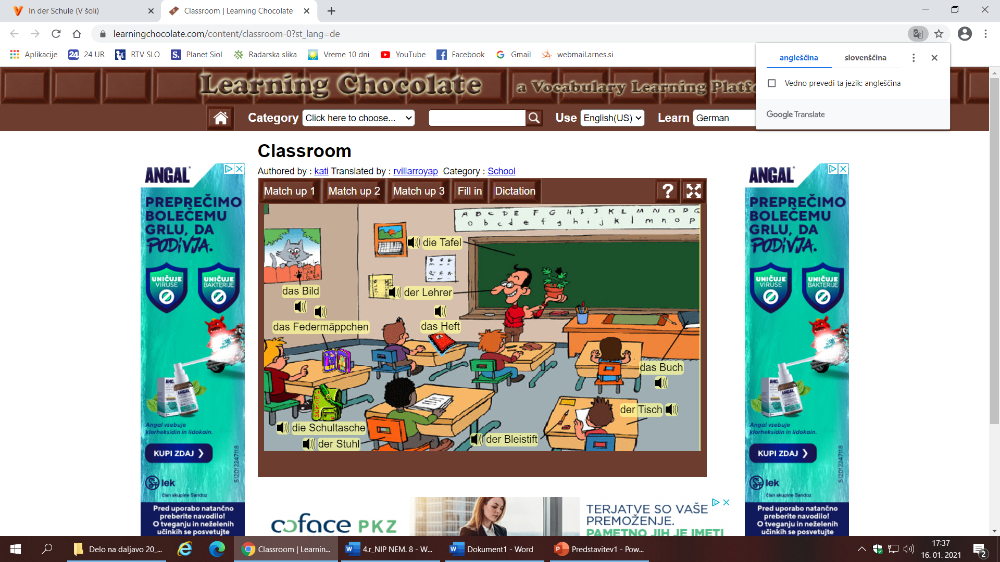 In der Schule (V šoli)
Classroom | Learning Chocolate
learningchocolate.com/content/classroom-0?st_lang=de
Aplikacije 24 UR RTV SLO Planet Siol Radarska slika Vreme 10 dni YouTube Facebook Gmail webmail.arnes.si
angleščina slovenščina
Vedno prevedi ta jezik: angleščina
Google Translate
Learning Chocolate a Vocabulary Learning Platfo
Category Click here to choose... Use English(US) Learn German
Classroom
Authored by : kati Translated by : rvillarroyap Category : School
Match up 1 Match up 2 Match up 3 Fill in Dictation ?
A B C D E F G H I J K L M N O P G
a b c d e f g h i j k l m n o p
die Tafel
das Bild
der Lehrer
das Federmäppchen
das Heft
das Buch
SCHOOL
der Tisch
die Schultasche
der Stuhl
der Bleistift
ANGAL
PREPREČIMO
BOLEČEMU
GRLU, DA
PODIVJA.
UNIČUJE
VIRUSE
UNIČUJE
BAKTERIJE
ANGAL
Angal vsebuje
klorheksidin in lidokain.
KUPI ZDAJ
SI2012247118
lek
član skupine Sandoz
Pred uporabo natančno
preberite navodilo!
O tveganju in neželenih
učinkih se posvetujte
ANGAL
PREPREČIMO
BOLEČEMU
GRLU, DA
PODIVJA.
UNIČUJE
VIRUSE
UNIČUJE
BAKTERIJE
ANGAL
Angal vsebuje
klorheksidin in lidokain.
KUPI ZDAJ
SI2012247118
lek
član skupine Sandoz
Pred uporabo natančno
preberite navodilo!
O tveganju in neželenih
učinkih se posvetujte
coface PKZ
TERJATVE SO VAŠE
PREMOŽENJE.
PAMETNO JIH JE IMETI
Delo na daljavo 20_... Classroom | Learnin... 4.r_NIP NEM. 8 - W... Dokument1 - Word Predstavitev1 - Pow...
17:37
16. 01. 2021
2